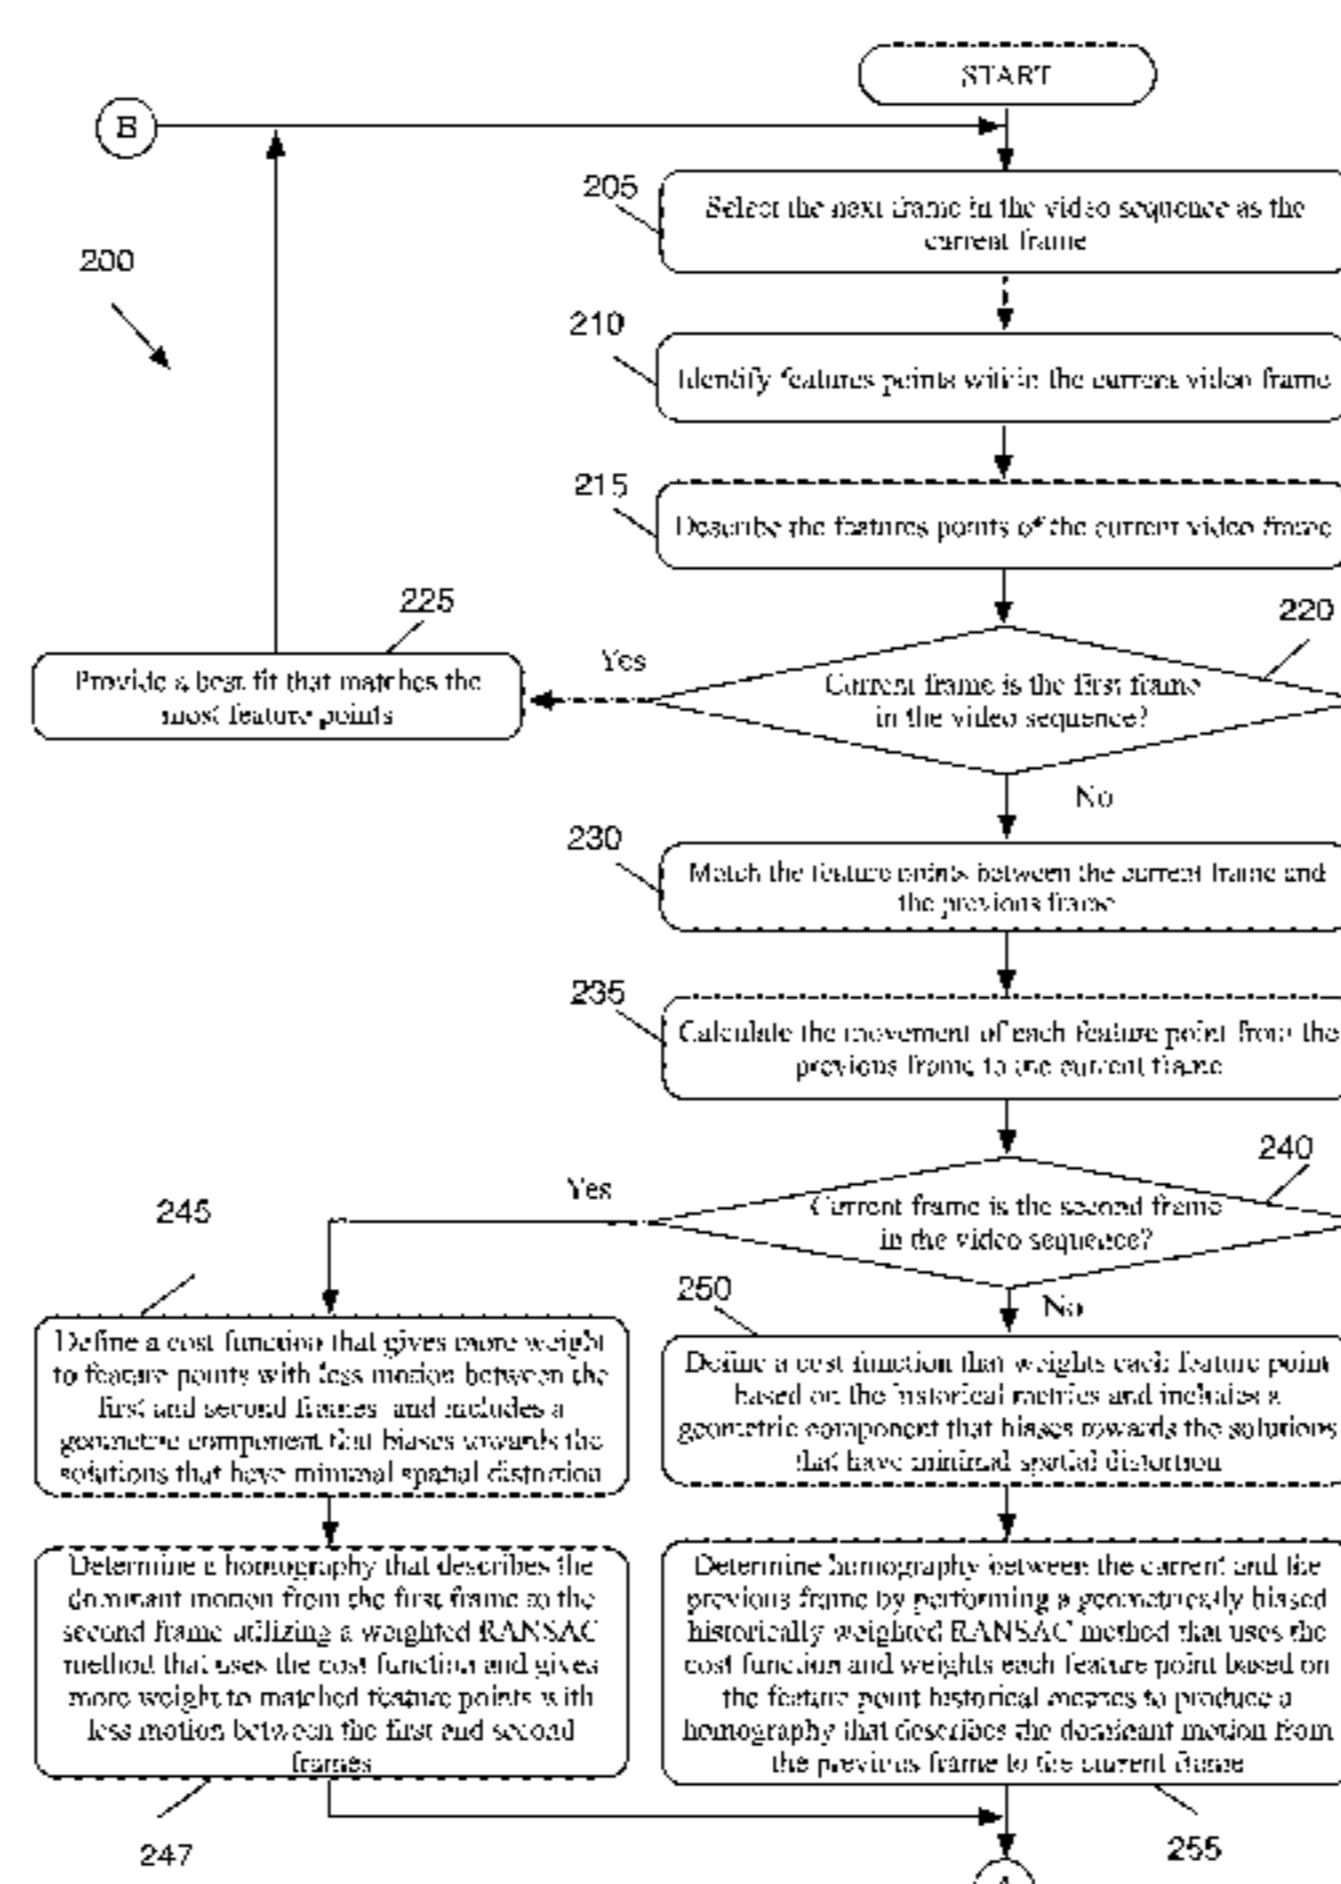 START
B
205
Select the next frame in the video sequence as the
current frame
200
210
Identify features points within the current video frame
215
Describe the features points of the current video frame
225
220
Yes
Provide a best fit that matches the
most feature points
Current frame is the first frame
in the video sequence?
No
230
Match the feature points between the current frame and
the previous frame
235
Calculate the movement of each feature point from the
previous frame to the current frame
240
Yes
245
Current frame is the second frame
in the video sequence?
250
No
Define a cost function that gives more weight
to feature points with less motion between the
first and second frames and includes a
geometric component that biases towards the
solutions that have minimal spatial distortion
Define a cost function that weights each feature point
based on the historical metrics and includes a
geometric component that biases towards the solutions
that have minimal spatial distortion
Determine a homography that describes the
dominant motion from the first frame to the
second frame utilizing a weighted RANSAC
method that uses the cost function and gives
more weight to matched feature points with
less motion between the first and second
frames
Determine homography between the current and the
previous frame by performing a geometrically biased
historically weighted RANSAC method that uses the
cost function and weights each feature point based on
the feature point historical metrics to produce a
homography that describes the dominant motion from
the previous frame to the current frame
247
255
A